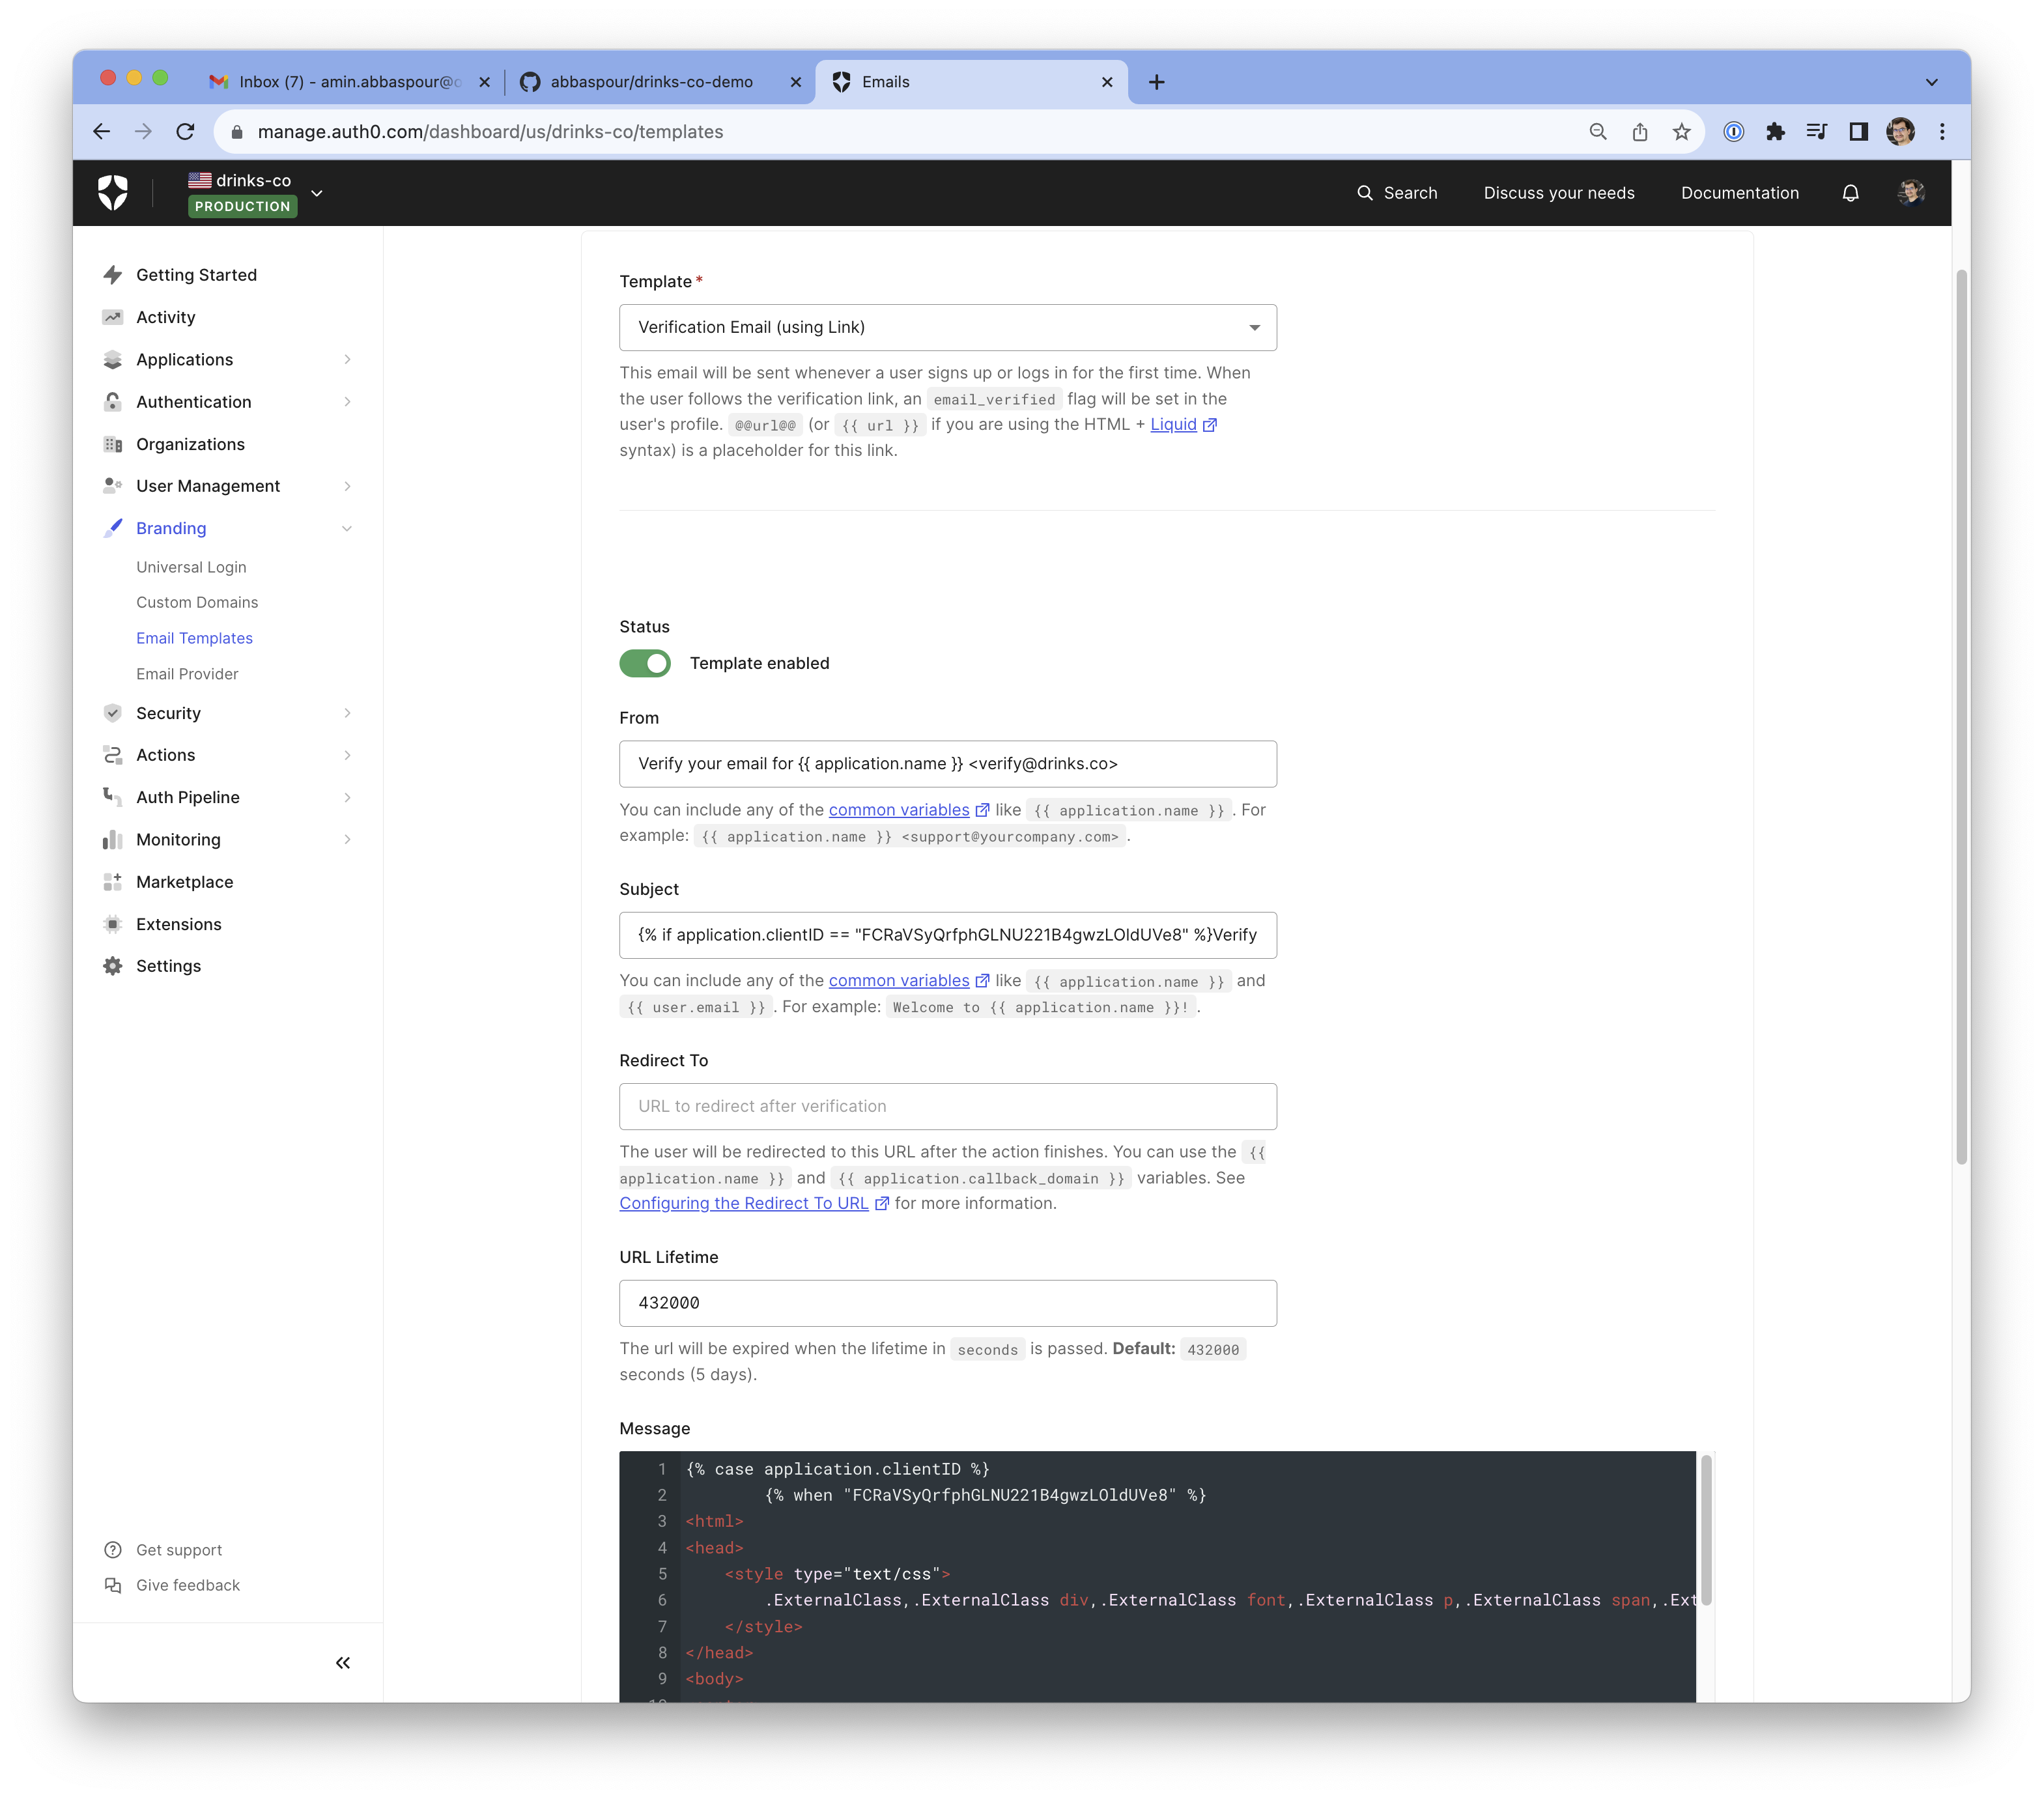 Inbox (7) - amin.abbaspour@o
abbaspour/drinks-co-demo
Emails
manage.auth0.com/dashboard/us/drinks-co/templates
drinks-co
PRODUCTION
Search
Discuss your needs
Documentation
Getting Started
Activity
Applications
Authentication
Organizations
User Management
Branding
Universal Login
Custom Domains
Email Templates
Email Provider
Security
Actions
Auth Pipeline
Monitoring
Marketplace
Extensions
Settings
Get support
Give feedback
Template *
Verification Email (using Link)
This email will be sent whenever a user signs up or logs in for the first time. When
the user follows the verification link, an email_verified flag will be set in the
user's profile. @@url@@ (or {{ url }} if you are using the HTML + Liquid
syntax) is a placeholder for this link.
Status
Template enabled
From
Verify your email for {{ application.name }} <verify@drinks.co>
You can include any of the common variables like {{ application.name }} . For
example: {{ application.name }} <support@yourcompany.com> .
Subject
{% if application.clientID == "FCRaVSyQrfphGLNU221B4gwzLOldUVe8" %}Verify
You can include any of the common variables like {{ application.name }} and
{{ user.email }} . For example: Welcome to {{ application.name }}! .
Redirect To
URL to redirect after verification
The user will be redirected to this URL after the action finishes. You can use the {{
application.name }} and {{ application.callback_domain }} variables. See
Configuring the Redirect To URL for more information.
URL Lifetime
432000
The url will be expired when the lifetime in seconds is passed. Default: 432000
seconds (5 days).
Message
1 {% case application.clientID %}
2 {% when "FCRaVSyQrfphGLNU221B4gwzLOldUVe8" %}
3 <html>
4 <head>
5 <style type="text/css">
6 .ExternalClass,.ExternalClass div,.ExternalClass font,.ExternalClass p,.ExternalClass span,.Ext
7 </style>
8 </head>
9 <body>